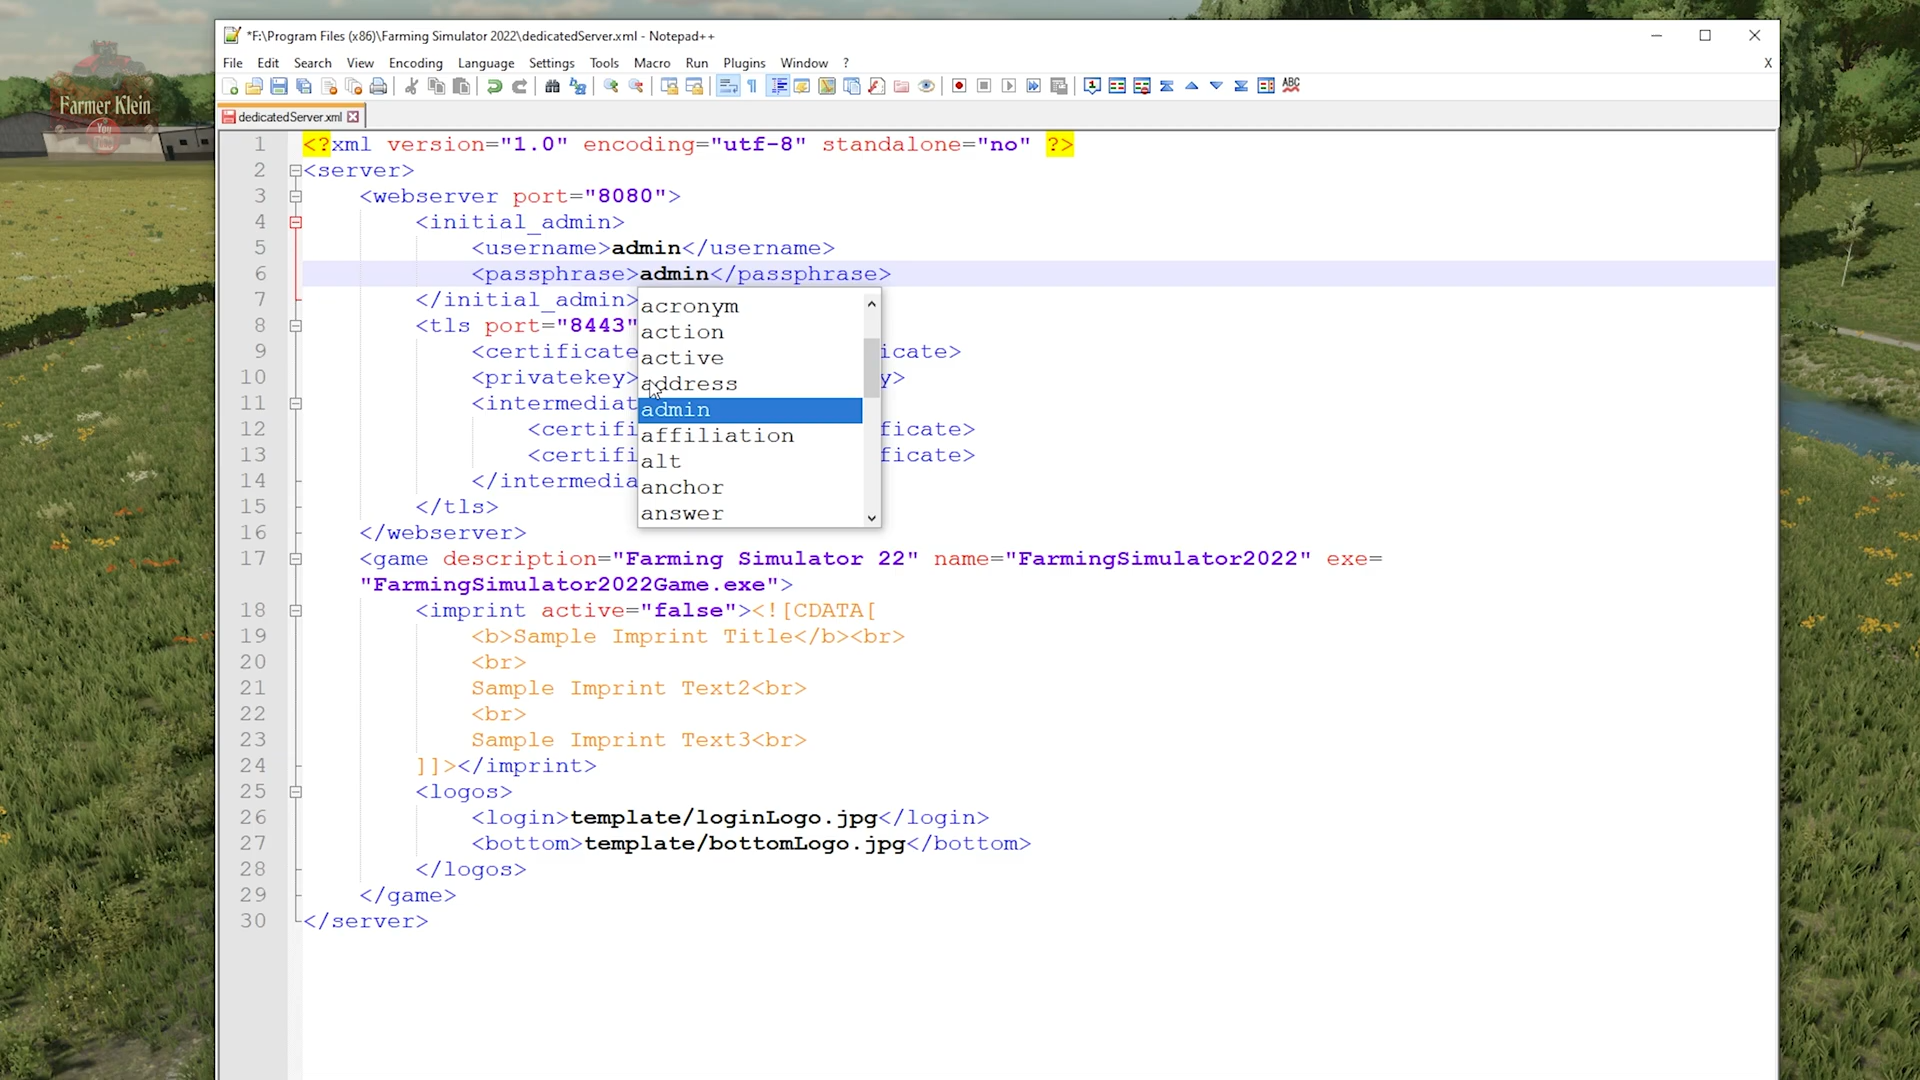 *F:\Program Files (x86)\Farming Simulator 2022\dedicatedServer.xml - Notepad++
File Edit Search View Encoding Language Settings Tools Macro Run Plugins Window ? X
ABC
dedicatedServer.xml
Farmer Klein
You
1 <?xml version="1.0" encoding="utf-8" standalone="no" ?>
2 <server>
3 <webserver port="8080">
4 <initial_admin>
5 <username>admin</username>
6 <passphrase>admin</passphrase>
7 </initial_admin>
8 <tls port="8443"
9 <certificate icate>
10 <privatekey> y>
11 <intermediat
12 <certifi ficate>
13 <certifi ficate>
14 </intermedia
15 </tls>
16 </webserver>
acronym
action
active
address
admin
affiliation
alt
anchor
answer
17 <game description="Farming Simulator 22" name="FarmingSimulator2022" exe=
"FarmingSimulator2022Game.exe">
18 <imprint active="false"><![CDATA[
19 <b>Sample Imprint Title</b><br>
20 <br>
21 Sample Imprint Text2<br>
22 <br>
23 Sample Imprint Text3<br>
24 ]]></imprint>
25 <logos>
26 <login>template/loginLogo.jpg</login>
27 <bottom>template/bottomLogo.jpg</bottom>
28 </logos>
29 </game>
30 </server>